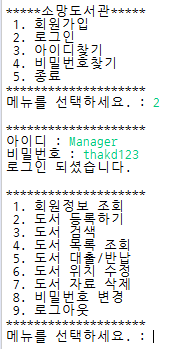 *****소망도서관*****
1. 회원가입
2. 로그인
3. 아이디찾기
4. 비밀번호찾기
5. 종료
********************
메뉴를 선택하세요. : 2

********************
아이디 : Manager
비밀번호 : thakd123
로그인 되셨습니다.

********************
1. 회원정보 조회
2. 도서 등록하기
3. 도서 검색
4. 도서 목록 조회
5. 도서 대출/반납
6. 도서 위치 수정
7. 도서 자료 삭제
8. 비밀번호 변경
9. 로그아웃
********************
메뉴를 선택하세요. :